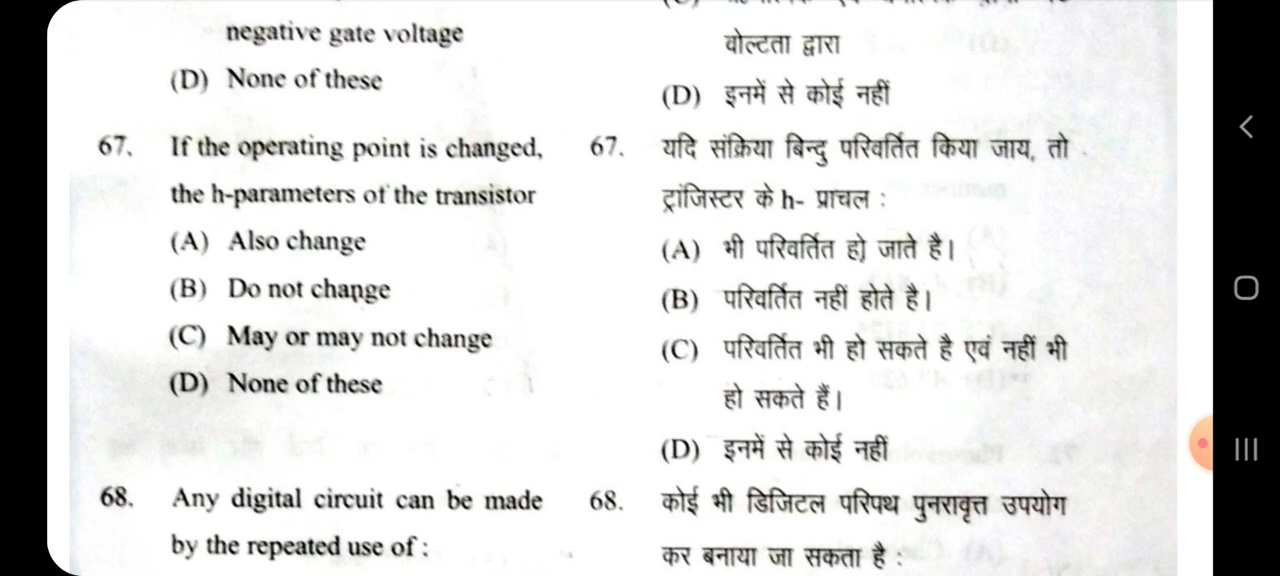 negative gate voltage
(D) None of these
67. If the operating point is changed,
the h-parameters of the transistor
(A) Also change
(B) Do not change
(C) May or may not change
(D) None of these
68. Any digital circuit can be made
by the repeated use of :
वोल्टता द्वारा
(D) इनमें से कोई नहीं
67. यदि संक्रिया बिन्दु परिवर्तित किया जाय, तो
ट्रांजिस्टर के h- प्राचल :
(A) भी परिवर्तित हो जाते है।
(B) परिवर्तित नहीं होते है।
(C) परिवर्तित भी हो सकते है एवं नहीं भी
हो सकते हैं।
(D) इनमें से कोई नहीं
68. कोई भी डिजिटल परिपथ पुनरावृत्त उपयोग
कर बनाया जा सकता है :